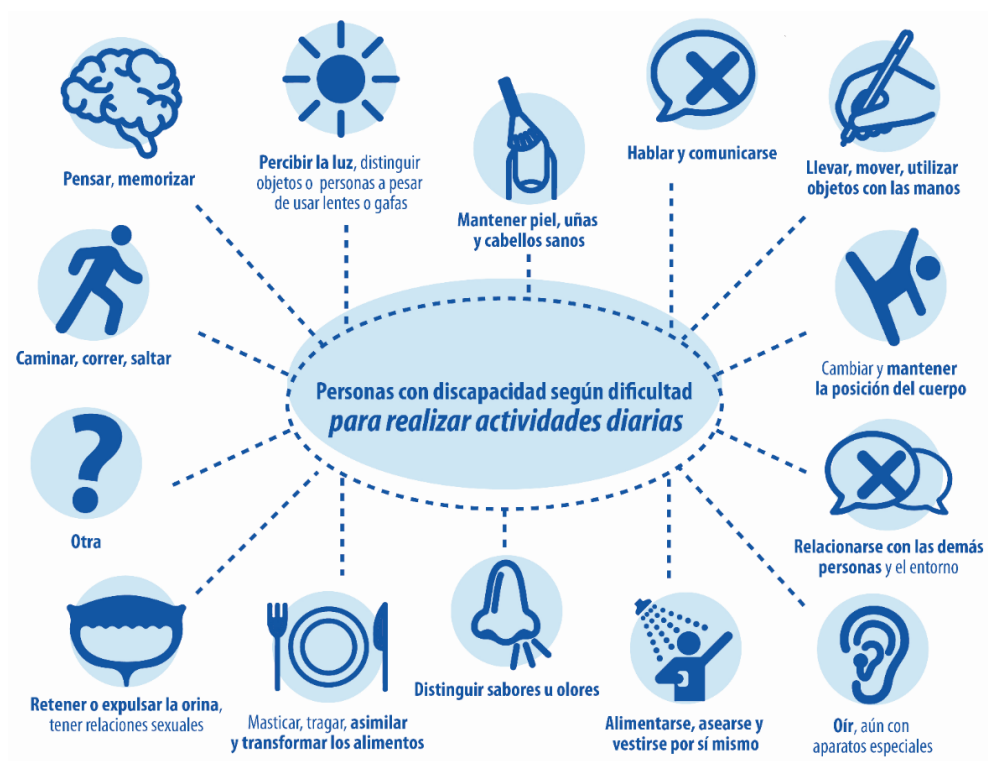 Pensar, memorizar
Percibir la luz, distinguir
objetos o personas a pesar
de usar lentes o gafas
Mantener piel, uñas
y cabellos sanos
Hablar y comunicarse
Llevar, mover, utilizar
objetos con las manos
Caminar, correr, saltar
Cambiar y mantener
la posición del cuerpo
Personas con discapacidad según dificultad
para realizar actividades diarias
Otra
Relacionarse con las demás
personas y el entorno
Retener o expulsar la orina,
tener relaciones sexuales
Masticar, tragar, asimilar
y transformar los alimentos
Distinguir sabores u olores
Alimentarse, asearse y
vestirse por sí mismo
Oír, aún con
aparatos especiales